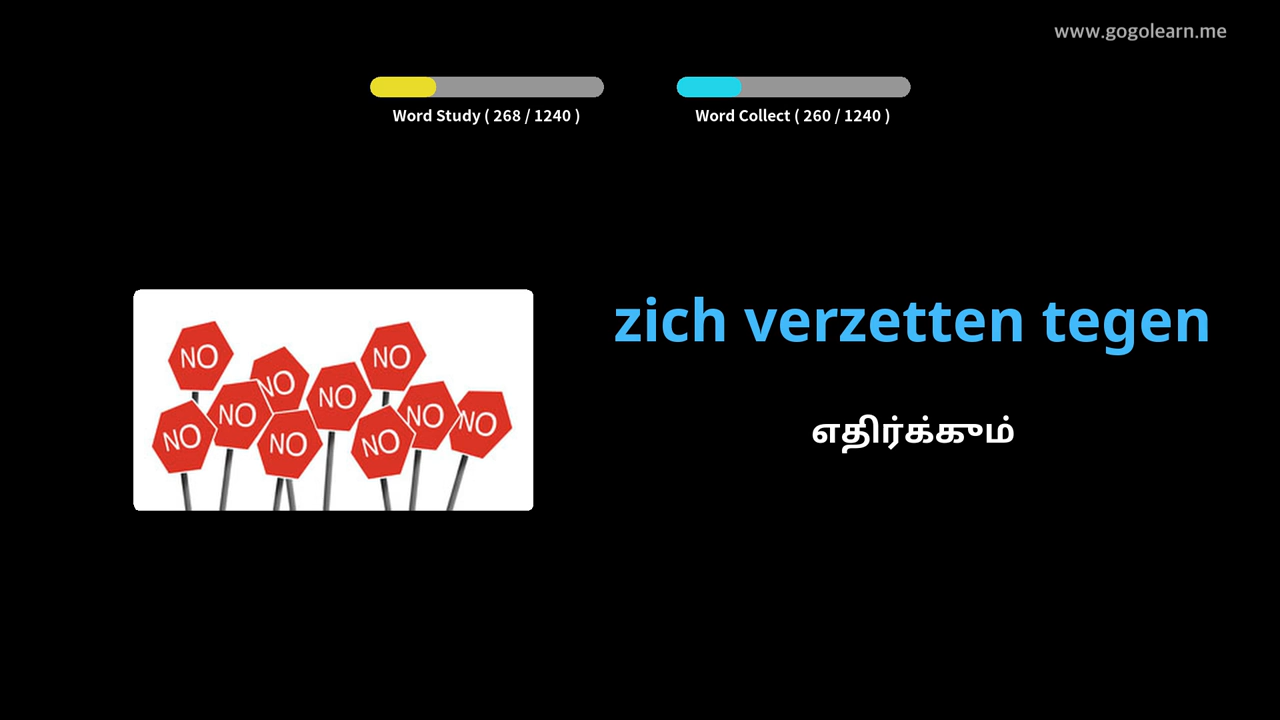 www.gogolearn.me
Word Study ( 268 / 1240 )
Word Collect ( 260 / 1240 )
zich verzetten tegen
எதிர்க்கும்
NO
NO
NO
NO
NO
NO
NO
NO
NO
NO